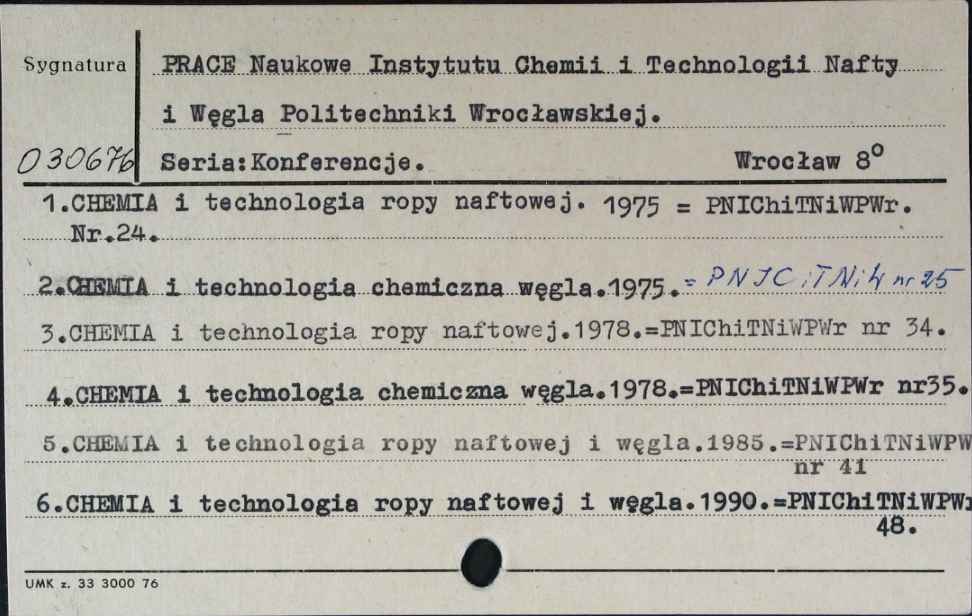 Sygnatura
PRACE Naukowe Instytutu Chemii i Technologii Nafty
i Węgla Politechniki Wrocławskiej.
030676
Seria:Konferencje. Wrocław 8°
1.CHEMIA i technologia ropy naftowej. 1975 = PNIChiTNiWPWr.
Nr.24.
2.CHEMIA i technologia chemiczna węgla.1975.= PNIC iTNiW nr 25
3.CHEMIA i technologia ropy naftowej.1978.=PNIChiTNiWPWr nr 34.
4.CHEMIA i technologia chemiczna węgla.1978.=PNIChiTNiWPWr nr35.
5.CHEMIA i technologia ropy naftowej i węgla.1985.=PNIChiTNiWPW
nr 41
6.CHEMIA i technologia ropy naftowej i węgla.1990.=PNIChiTNiWPWr
48.
UMK z. 33 3000 76